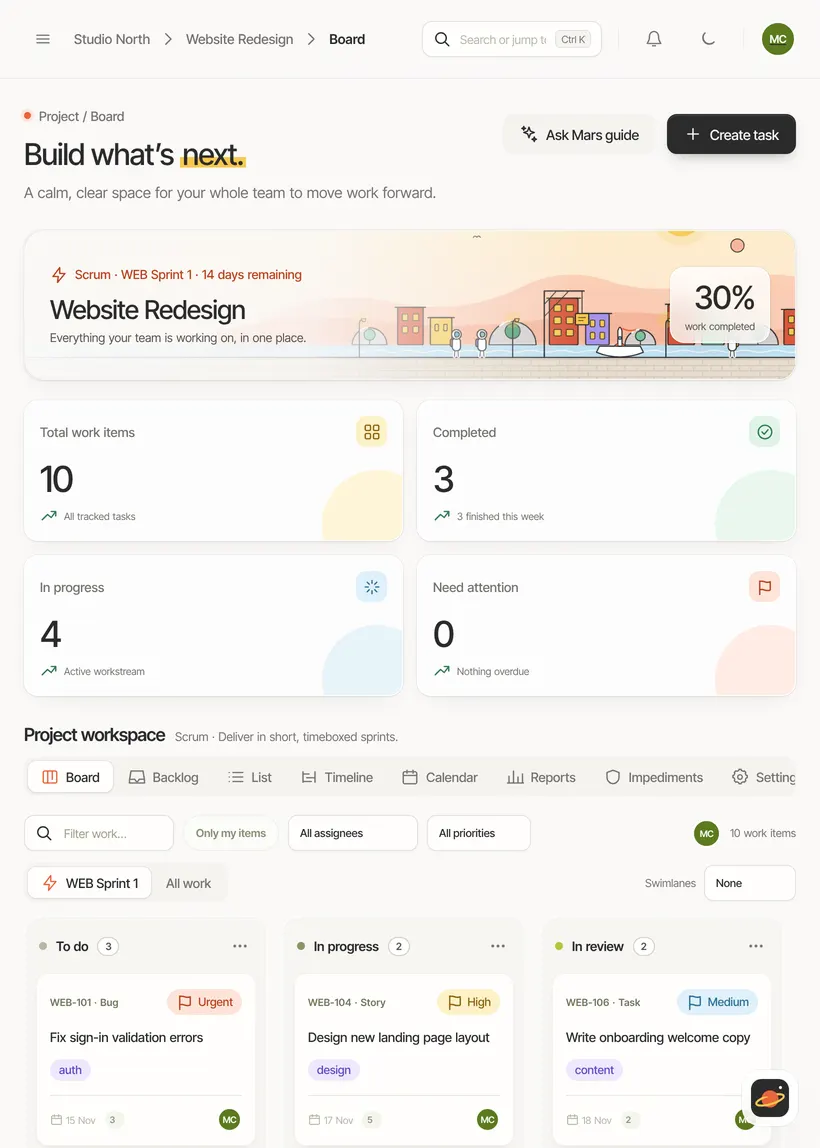 Studio North Website Redesign Board Search or jump t Ctrl K MC
Project / Board
Build what's next.
Ask Mars guide Create task
A calm, clear space for your whole team to move work forward.
Scrum · WEB Sprint 1 · 14 days remaining
Website Redesign
Everything your team is working on, in one place.
30%
work completed
Total work items
10
All tracked tasks
Completed
3
3 finished this week
In progress
4
Active workstream
Need attention
0
Nothing overdue
Project workspace Scrum · Deliver in short, timeboxed sprints.
Board Backlog List Timeline Calendar Reports Impediments Setting
Filter work... Only my items All assignees All priorities MC 10 work items
WEB Sprint 1 All work Swimlanes None
To do 3
WEB-101 · Bug Urgent
Fix sign-in validation errors
auth
15 Nov 3 MC
In progress 2
WEB-104 · Story High
Design new landing page layout
design
17 Nov 5 MC
In review 2
WEB-106 · Task Medium
Write onboarding welcome copy
content
18 Nov 2